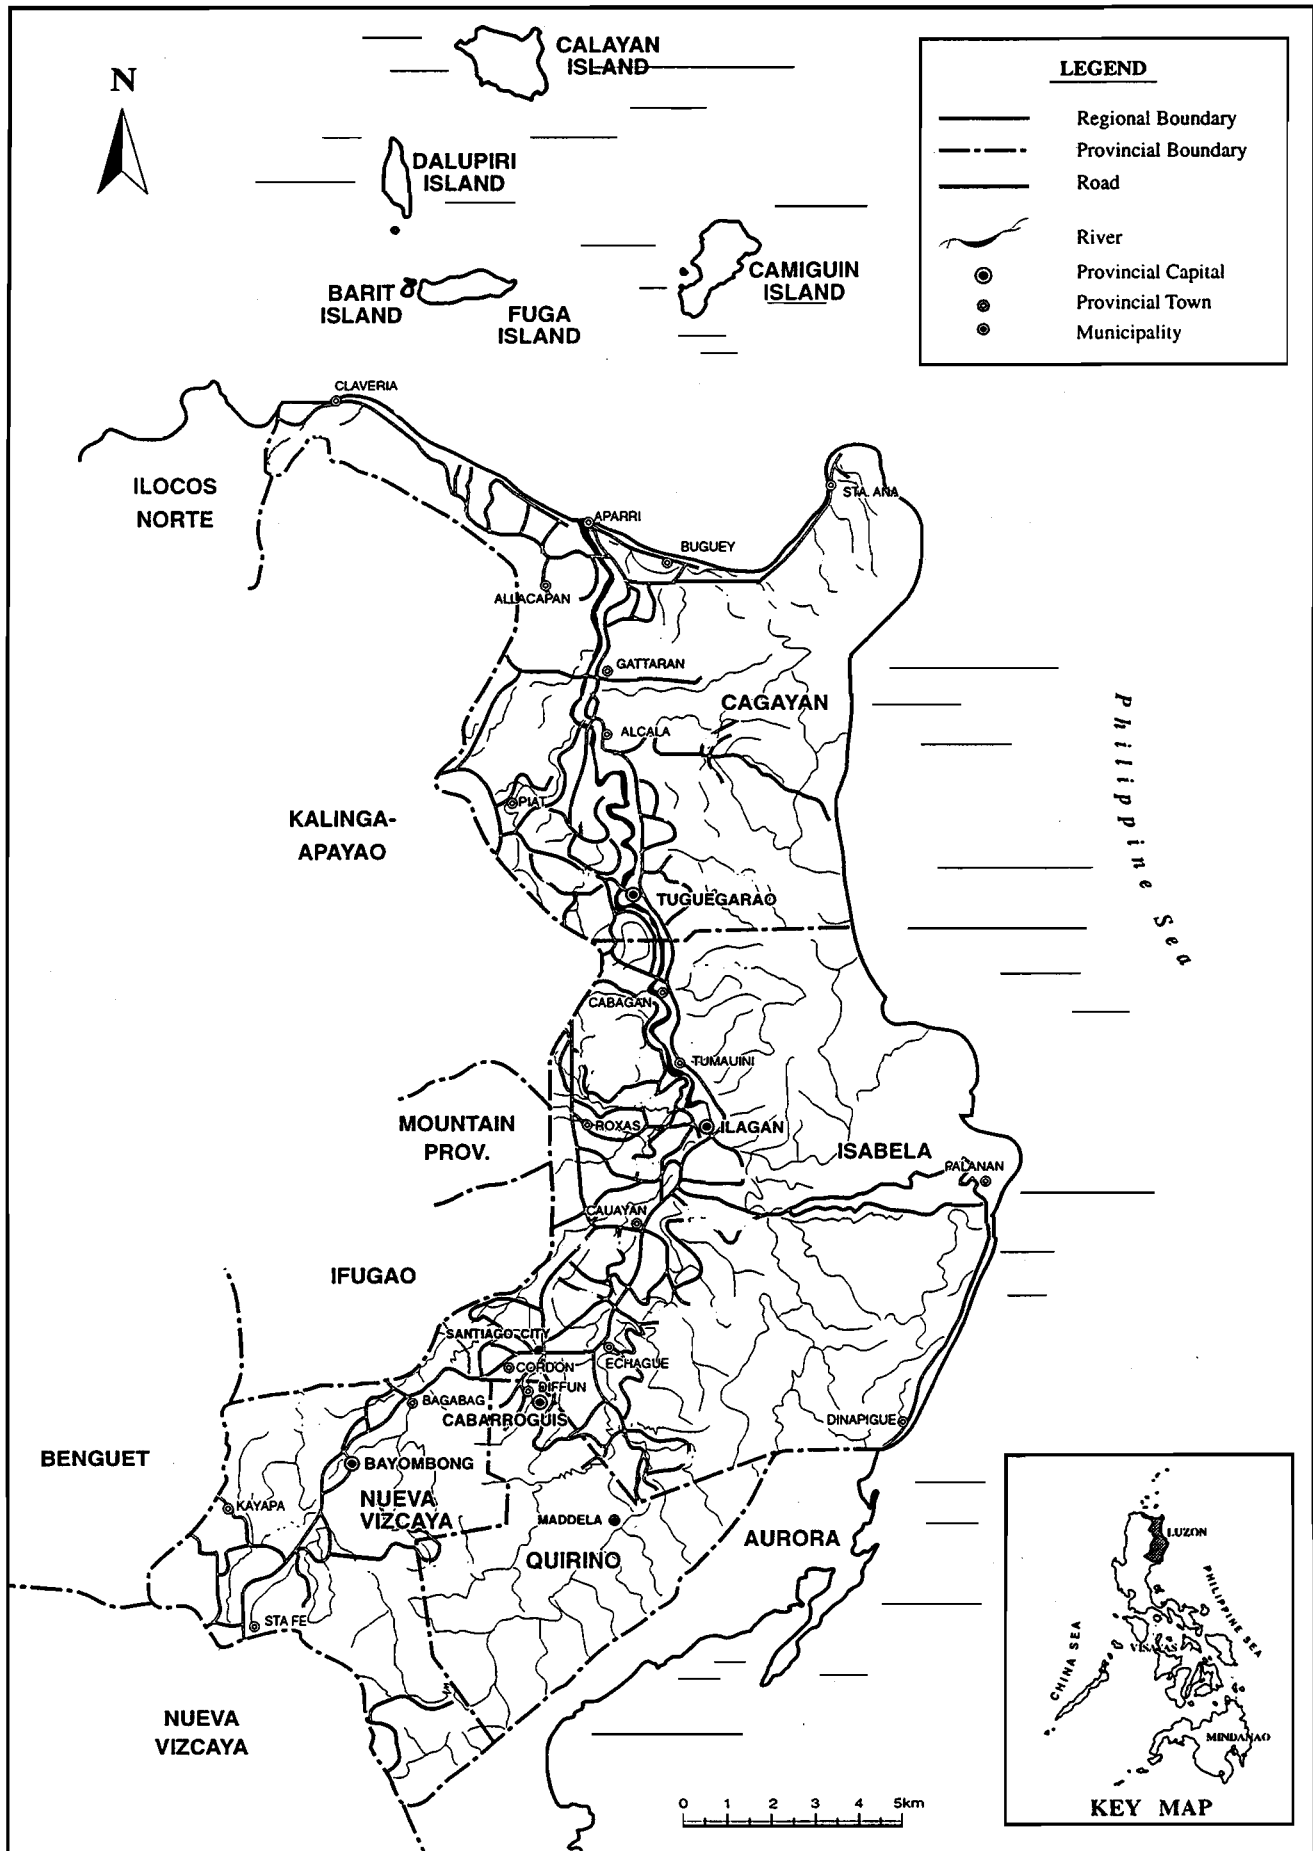 CALAYAN
ISLAND
N
DALUPIRI
ISLAND
BARIT
ISLAND
FUGA
ISLAND
CAMIGUIN
ISLAND
LEGEND
Regional Boundary
Provincial Boundary
Road
River
Provincial Capital
Provincial Town
Municipality
CLAVERIA
ILOCOS
NORTE
STA. ANA
APARRI
BUGUEY
ALLACAPAN
GATTARAN
CAGAYAN
ALCALA
Philippine Sea
PIAT
KALINGA-
APAYAO
TUGUEGARAO
CABAGAN
TUMAUINI
MOUNTAIN
PROV.
ROXAS
ILAGAN
ISABELA
PALANAN
CAUAYAN
IFUGAO
SANTIAGO CITY
CORDON
ECHAGUE
DIFFUN
BAGABAG
CABARROGUIS
DINAPIGUE
BENGUET
BAYOMBONG
KAYAPA
NUEVA
VIZCAYA
MADDELA
AURORA
QUIRINO
STA FE
NUEVA
VIZCAYA
0 1 2 3 4 5km
LUZON
PHILIPPINE SEA
CHINA SEA
VISAYAS
MINDANAO
KEY MAP